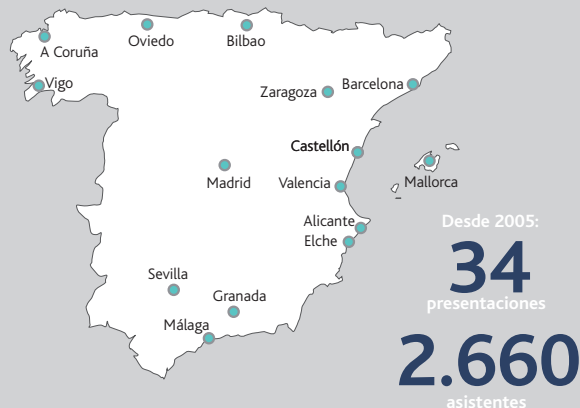 Oviedo
Bilbao
A Coruña
Vigo
Zaragoza
Barcelona
Castellón
Madrid
Valencia
Mallorca
Alicante
Elche
Sevilla
Granada
Málaga
Desde 2005:
34
presentaciones
2.660
asistentes